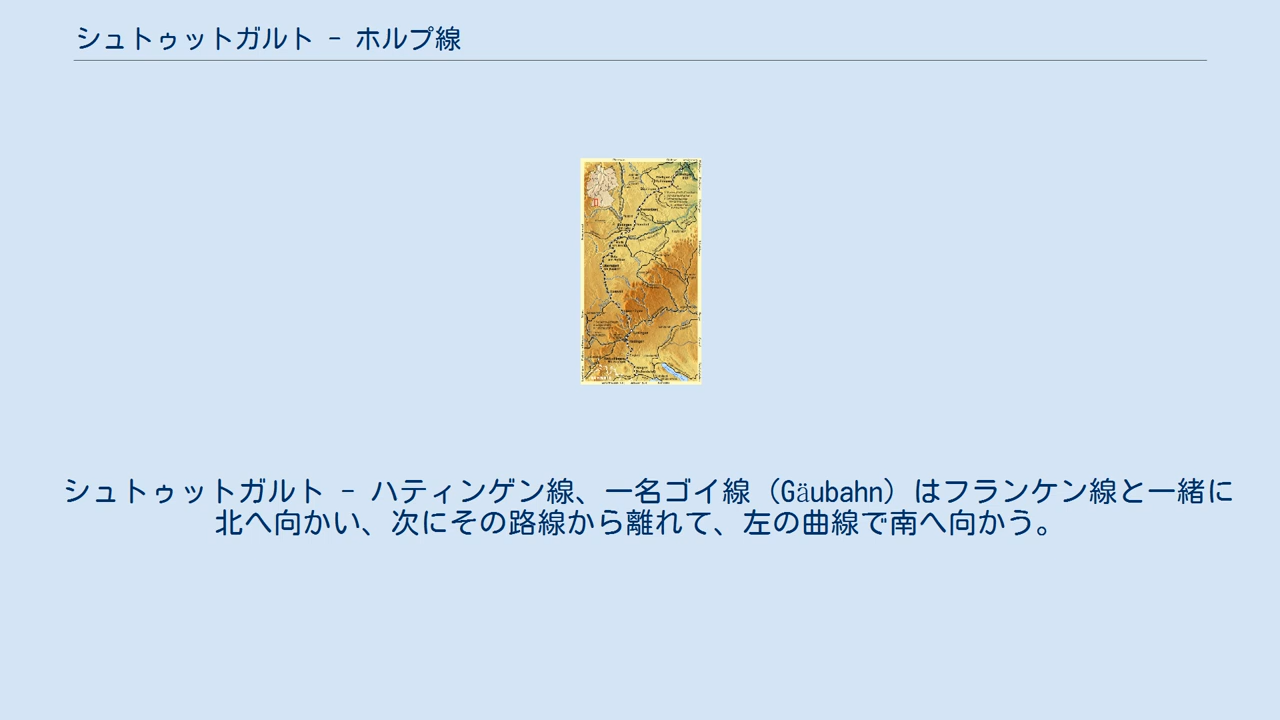 シュトゥットガルト － ホルプ線
シュトゥットガルト － ハティンゲン線、一名ゴイ線（Gäubahn）はフランケン線と一緒に
北へ向かい、次にその路線から離れて、左の曲線で南へ向かう。